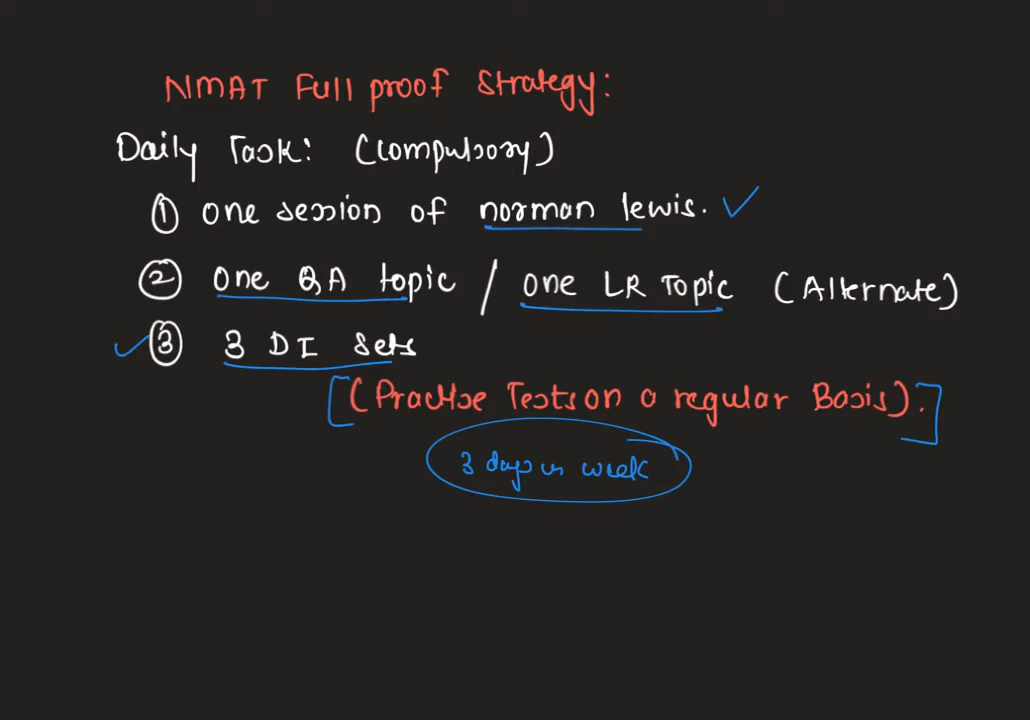 NMAT Full proof Strategy:
Daily Task: (Compulsory)
① one session of norman lewis.
② one QA topic / one LR Topic (Alternate)
③ 3 DI Sets
[(Practise Tests on a regular Basis).]
3 days in week